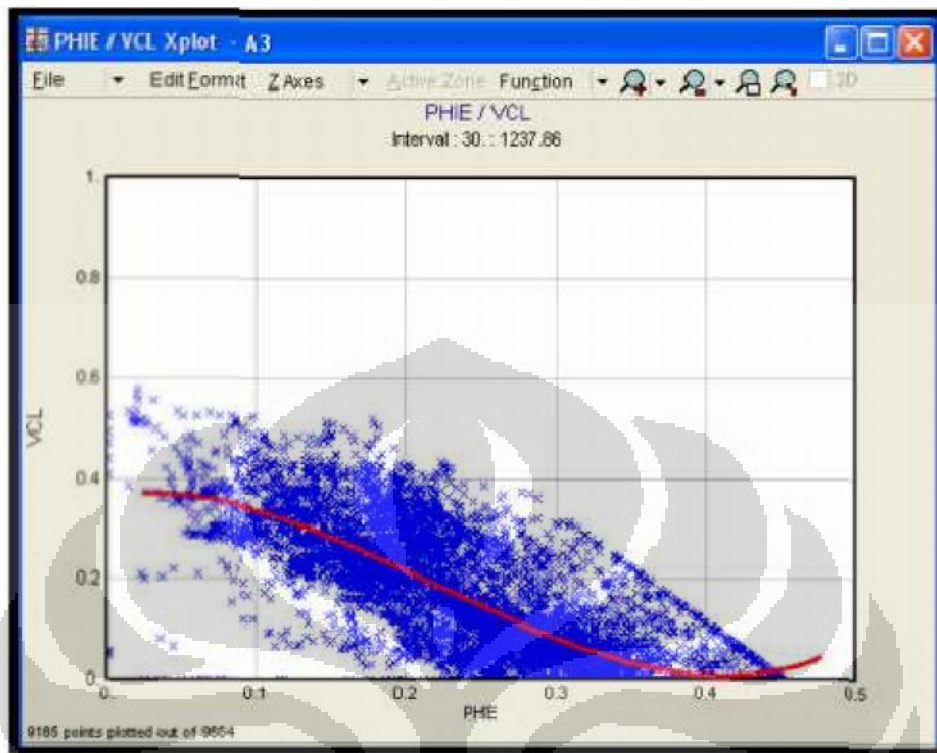 PHIE / VCL Xplot - A3
File Edit Format Z Axes Active Zone Function 3D
PHIE / VCL
Interval : 30. : 1237.86
1.
0.8
0.6
VCL
0.4
0.2
0.
0. 0.1 0.2 0.3 0.4 0.5
PHIE
9165 points plotted out of